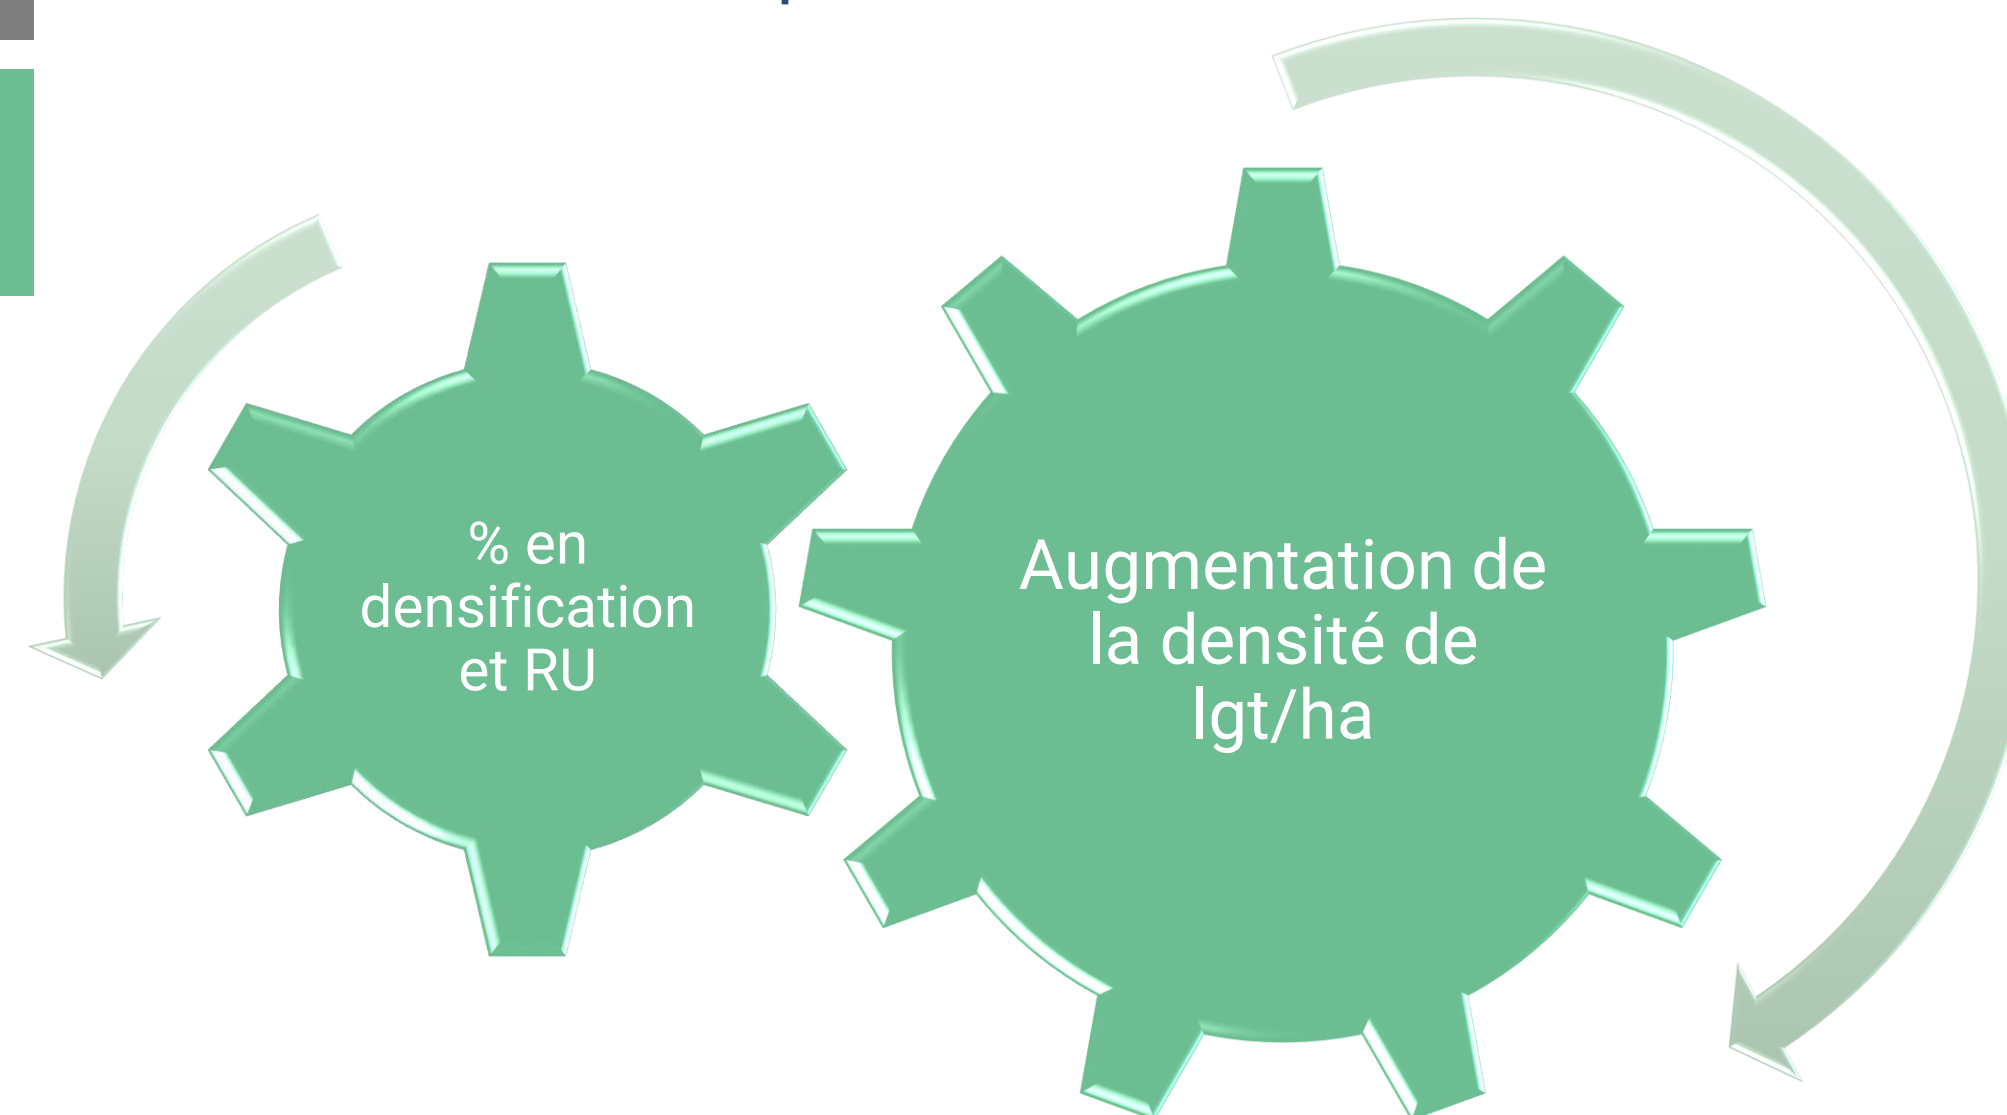 % en
densification
et RU
Augmentation de
la densité de
lgt/ha